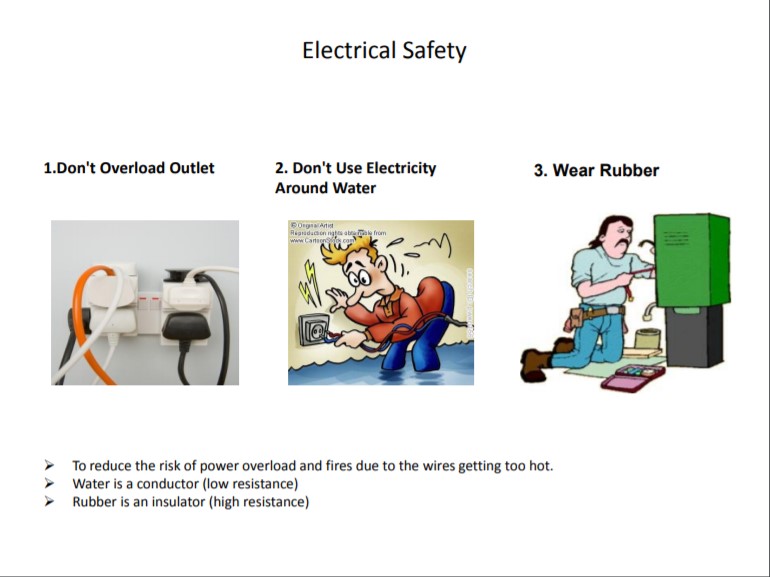 Electrical Safety
1.Don't Overload Outlet
2. Don't Use Electricity
Around Water
3. Wear Rubber
© Original Artist
Reproduction rights obtainable from
www.CartoonStock.com
➢ To reduce the risk of power overload and fires due to the wires getting too hot.
➢ Water is a conductor (low resistance)
➢ Rubber is an insulator (high resistance)